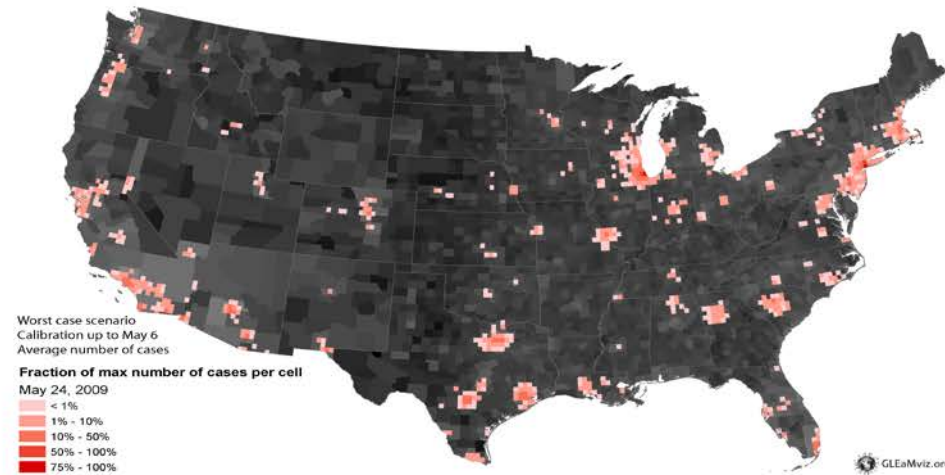 Worst case scenario
Calibration up to May 6
Average number of cases
Fraction of max number of cases per cell
May 24, 2009
< 1%
1% - 10%
10% - 50%
50% - 100%
75% - 100%
GLEaMviz.or